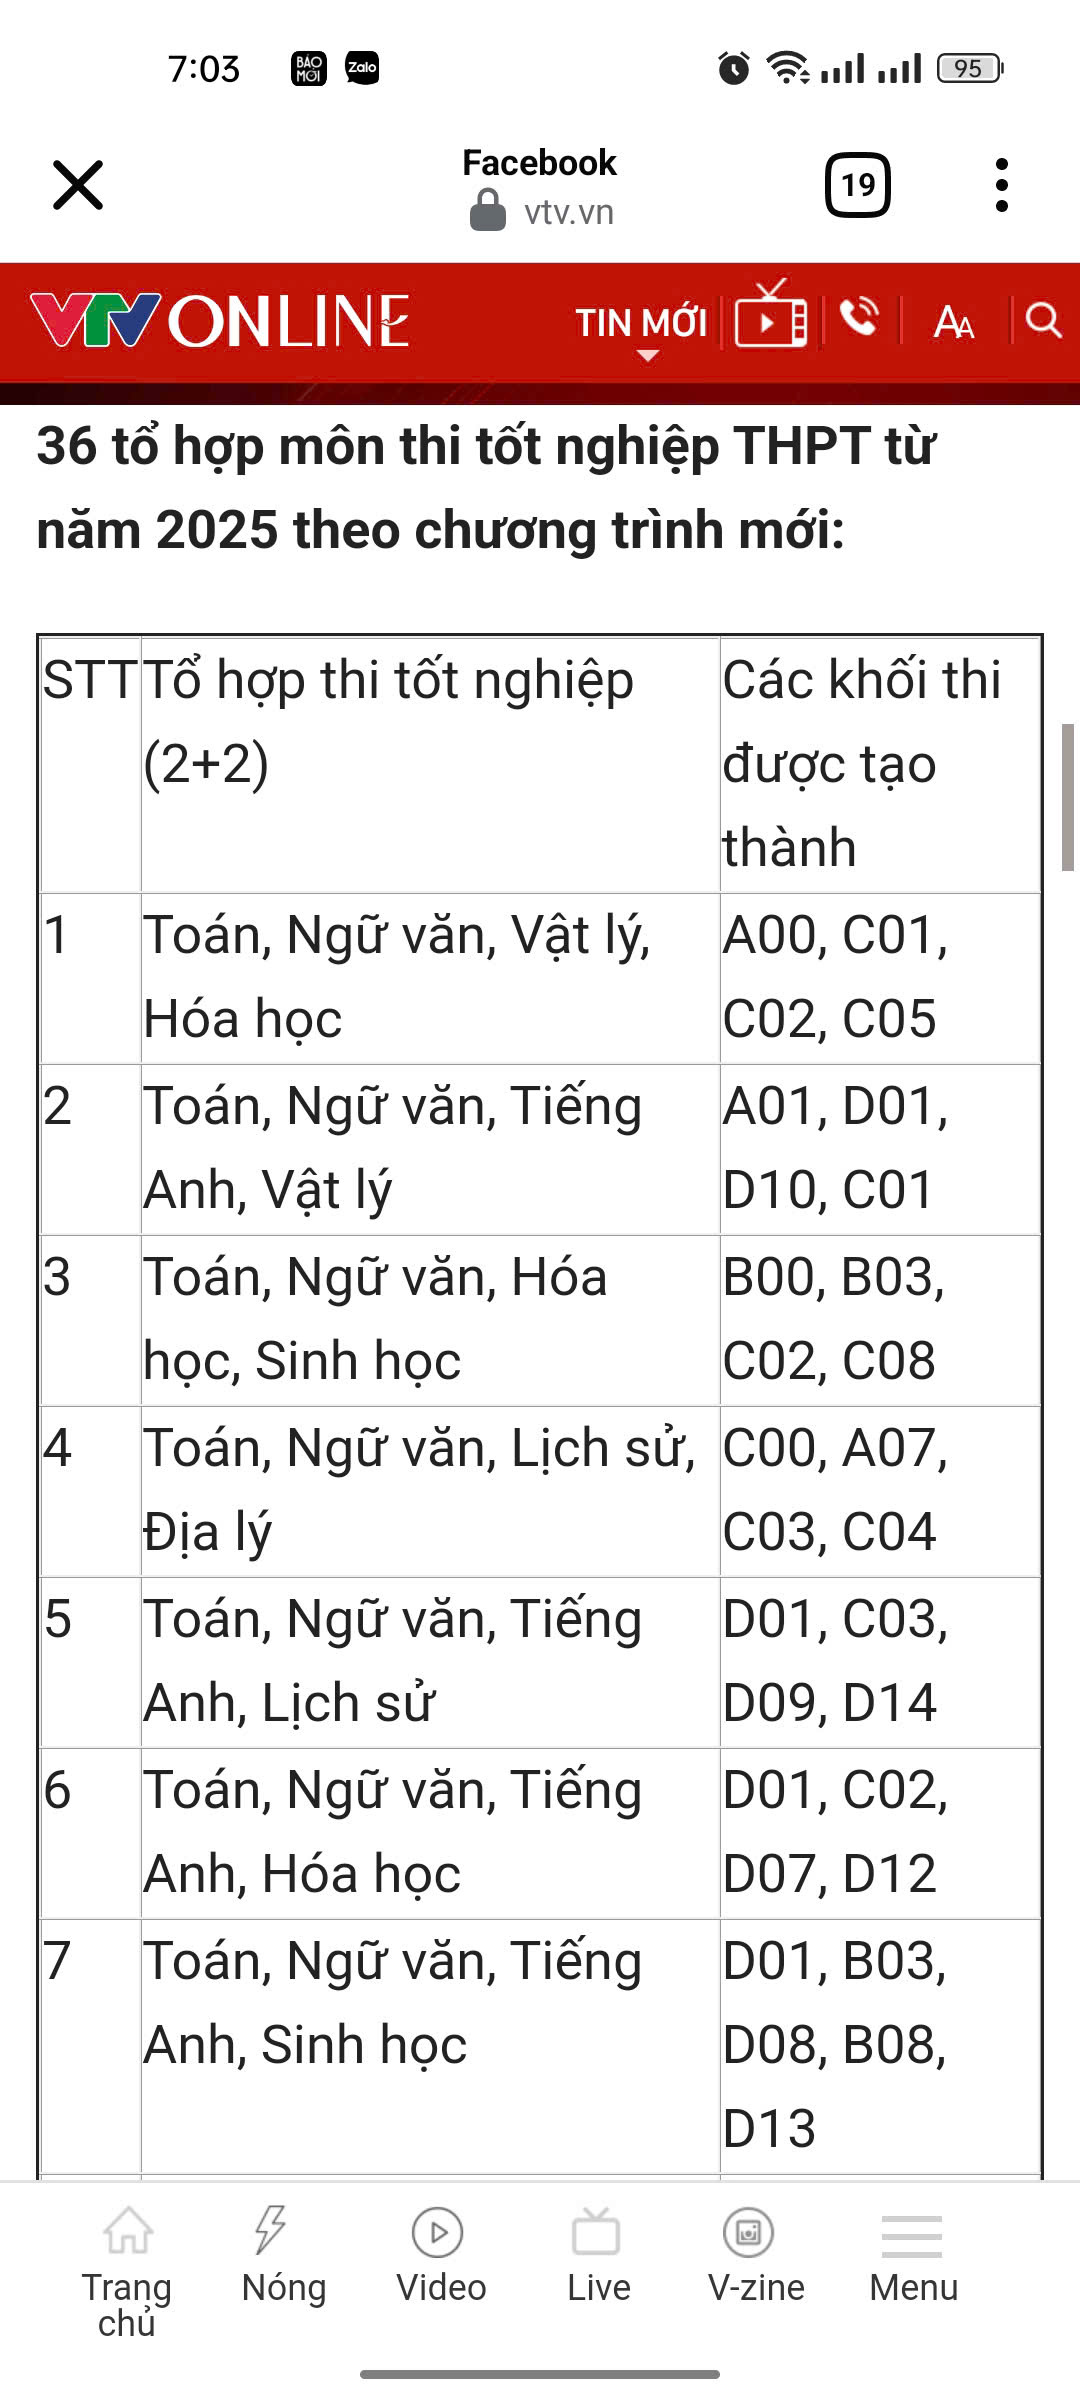 7:03
BÁO MỚI
Zalo
95
Facebook
vtv.vn
19
VTV ONLINE
TIN MỚI
AA
36 tổ hợp môn thi tốt nghiệp THPT từ
năm 2025 theo chương trình mới:
STT Tổ hợp thi tốt nghiệp (2+2) Các khối thi được tạo thành
1 Toán, Ngữ văn, Vật lý, Hóa học A00, C01, C02, C05
2 Toán, Ngữ văn, Tiếng Anh, Vật lý A01, D01, D10, C01
3 Toán, Ngữ văn, Hóa học, Sinh học B00, B03, C02, C08
4 Toán, Ngữ văn, Lịch sử, Địa lý C00, A07, C03, C04
5 Toán, Ngữ văn, Tiếng Anh, Lịch sử D01, C03, D09, D14
6 Toán, Ngữ văn, Tiếng Anh, Hóa học D01, C02, D07, D12
7 Toán, Ngữ văn, Tiếng Anh, Sinh học D01, B03, D08, B08, D13
Trang chủ
Nóng
Video
Live
V-zine
Menu